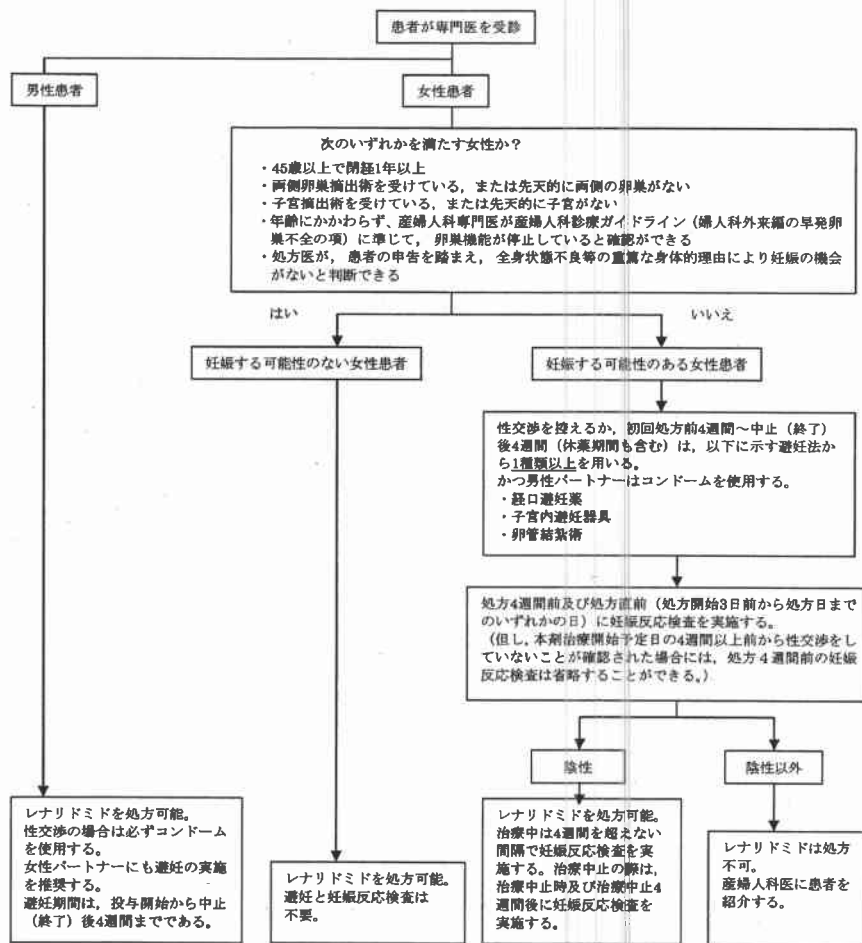 患者が専門医を受診
男性患者
女性患者
次のいずれかを満たす女性か？
・45歳以上で閉経1年以上
・両側卵巣摘出術を受けている，または先天的に両側の卵巣がない
・子宮摘出術を受けている，または先天的に子宮がない
・年齢にかかわらず、産婦人科専門医が産婦人科診療ガイドライン（婦人科外来編の早発卵
巣不全の項）に準じて， 卵巣機能が停止していると確認ができる
・処方医が， 患者の申告を踏まえ， 全身状態不良等の重篤な身体的理由により妊娠の機会
がないと判断できる
はい
いいえ
妊娠する可能性のない女性患者
妊娠する可能性のある女性患者
性交渉を控えるか，初回処方前4週間～中止（終了）
後4週間（休薬期間も含む）は，以下に示す避妊法か
ら1種類以上を用いる。
かつ男性パートナーはコンドームを使用する。
・経口避妊薬
・子宮内避妊器具
・卵管結紮術
処方4週間前及び処方直前（処方開始3日前から処方日まで
のいずれかの日）に妊娠反応検査を実施する。
（但し，本剤治療開始予定日の4週間以上前から性交渉をし
ていないことが確認された場合には，処方４週間前の妊娠
反応検査は省略することができる。）
陰性
陰性以外
レナリドミドを処方可能。
性交渉の場合は必ずコンドーム
を使用する。
女性パートナーにも避妊の実施
を推奨する。
避妊期間は，投与開始から中止
（終了）後4週間までである。
レナリドミドを処方可能。
避妊と妊娠反応検査は
不要。
レナリドミドを処方可能。
治療中は4週間を超えない
間隔で妊娠反応検査を実
施する。治療中止の際は，
治療中止時及び治療中止4
週間後に妊娠反応検査を
実施する。
レナリドミドは処方
不可。
産婦人科医に患者を
紹介する。